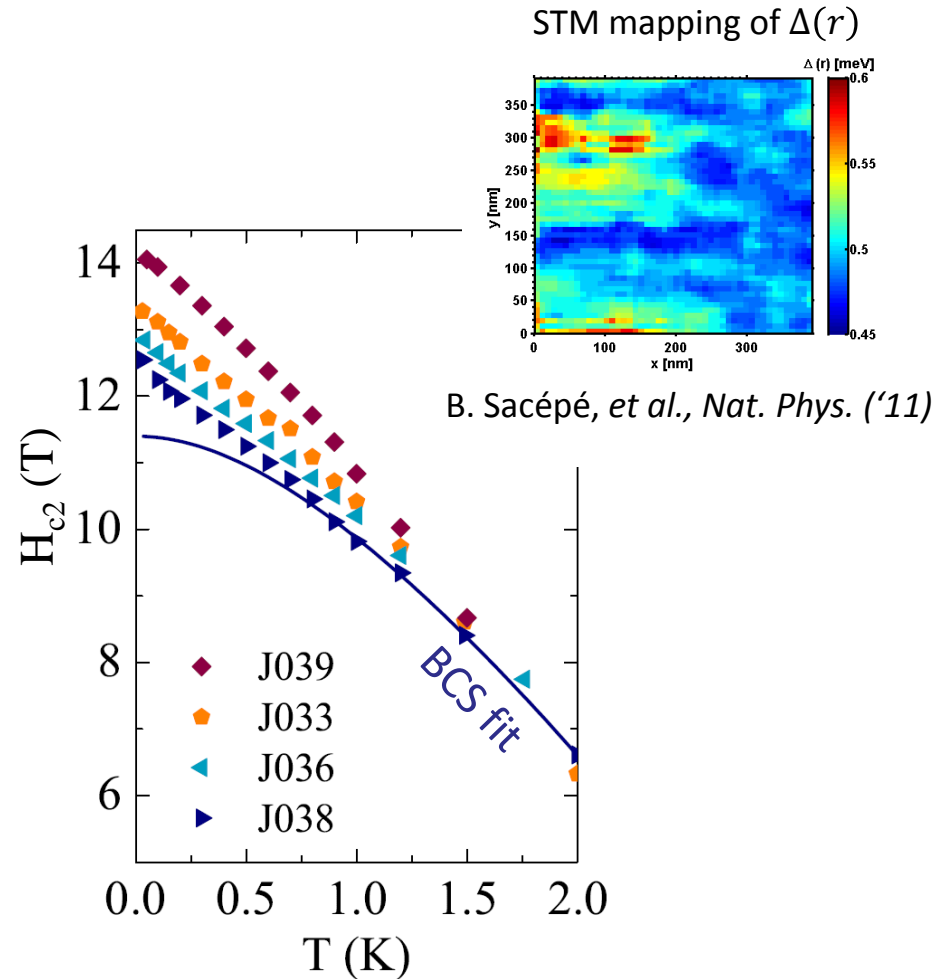 STM mapping of Δ(r)
Δ (r) [meV]
0.6
0.55
0.5
0.45
350
300
250
200
150
100
50
0
y [nm]
0 100 200 300
x [nm]
B. Sacépé, et al., Nat. Phys. (‘11)
14
12
10
8
6
H_c2 (T)
BCS fit
J039
J033
J036
J038
0.0 0.5 1.0 1.5 2.0
T (K)